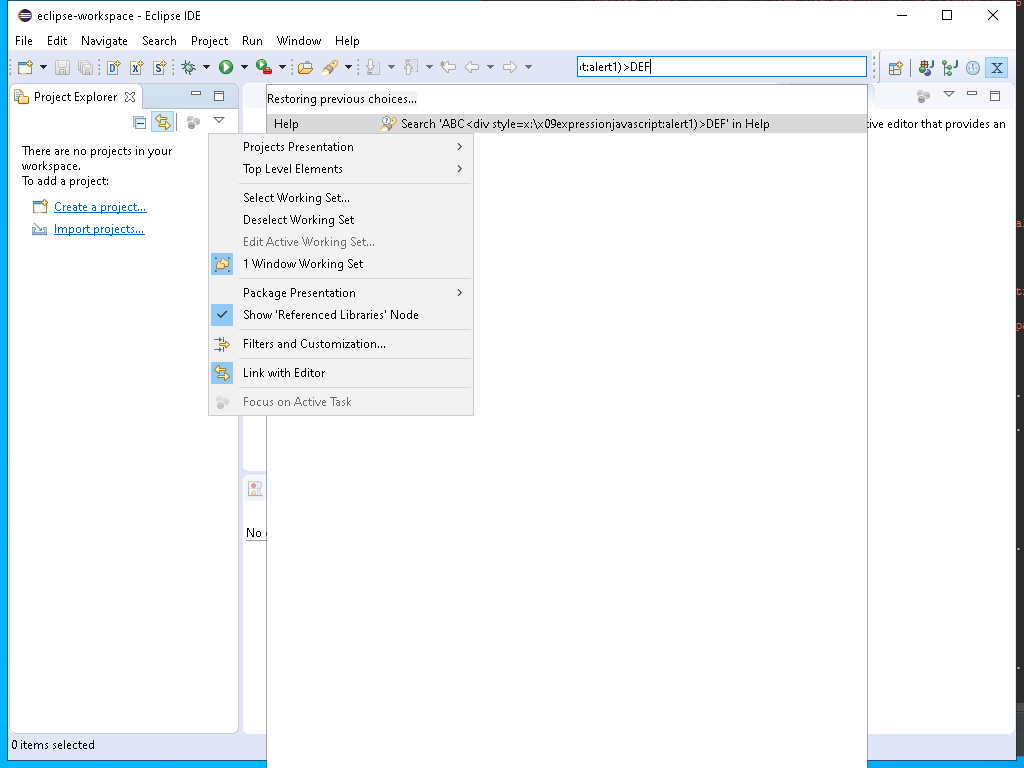 eclipse-workspace - Eclipse IDE
File Edit Navigate Search Project Run Window Help
t:alert1)>DEF
Project Explorer
Restoring previous choices...
Help Search 'ABC<div style=x:\x09expressionjavascript:alert1)>DEF' in Help
tive editor that provides an
There are no projects in your
workspace.
To add a project:
Create a project...
Import projects...
Projects Presentation
Top Level Elements
Select Working Set...
Deselect Working Set
Edit Active Working Set...
1 Window Working Set
Package Presentation
Show 'Referenced Libraries' Node
Filters and Customization...
Link with Editor
Focus on Active Task
No
0 items selected